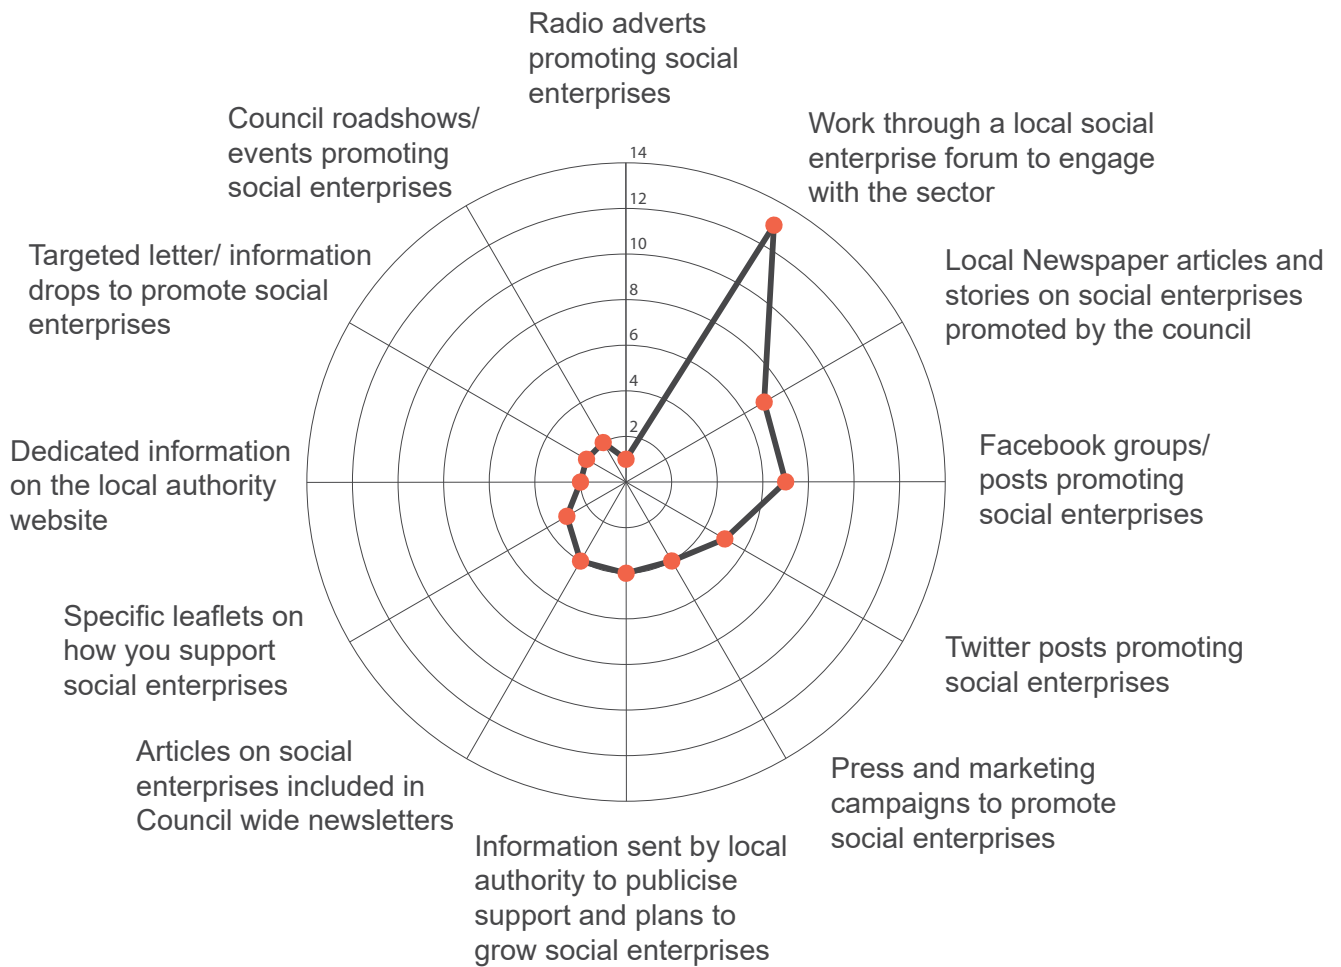 Radio adverts
promoting social
enterprises
Work through a local social
enterprise forum to engage
with the sector
Local Newspaper articles and
stories on social enterprises
promoted by the council
Facebook groups/
posts promoting
social enterprises
Twitter posts promoting
social enterprises
Press and marketing
campaigns to promote
social enterprises
Information sent by local
authority to publicise
support and plans to
grow social enterprises
Articles on social
enterprises included in
Council wide newsletters
Specific leaflets on
how you support
social enterprises
Dedicated information
on the local authority
website
Targeted letter/ information
drops to promote social
enterprises
Council roadshows/
events promoting
social enterprises
14
12
10
8
6
4
2